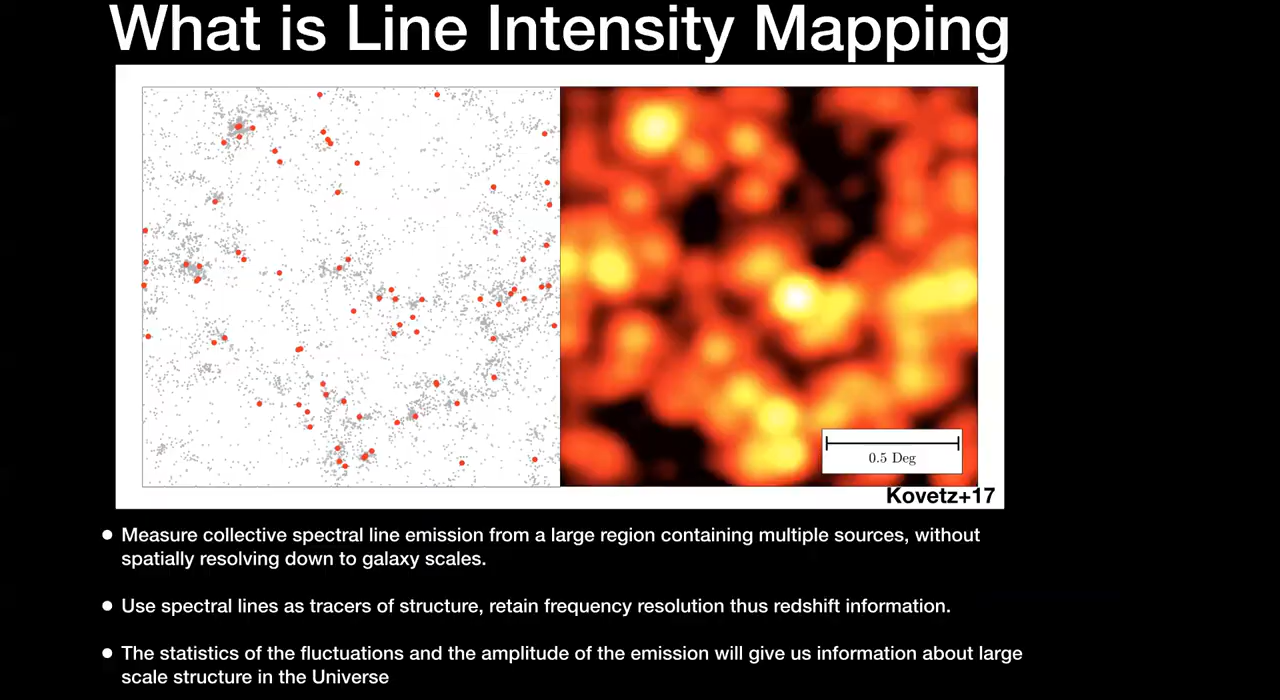 What is Line Intensity Mapping
0.5 Deg
Kovetz+17
● Measure collective spectral line emission from a large region containing multiple sources, without
spatially resolving down to galaxy scales.
● Use spectral lines as tracers of structure, retain frequency resolution thus redshift information.
● The statistics of the fluctuations and the amplitude of the emission will give us information about large
scale structure in the Universe